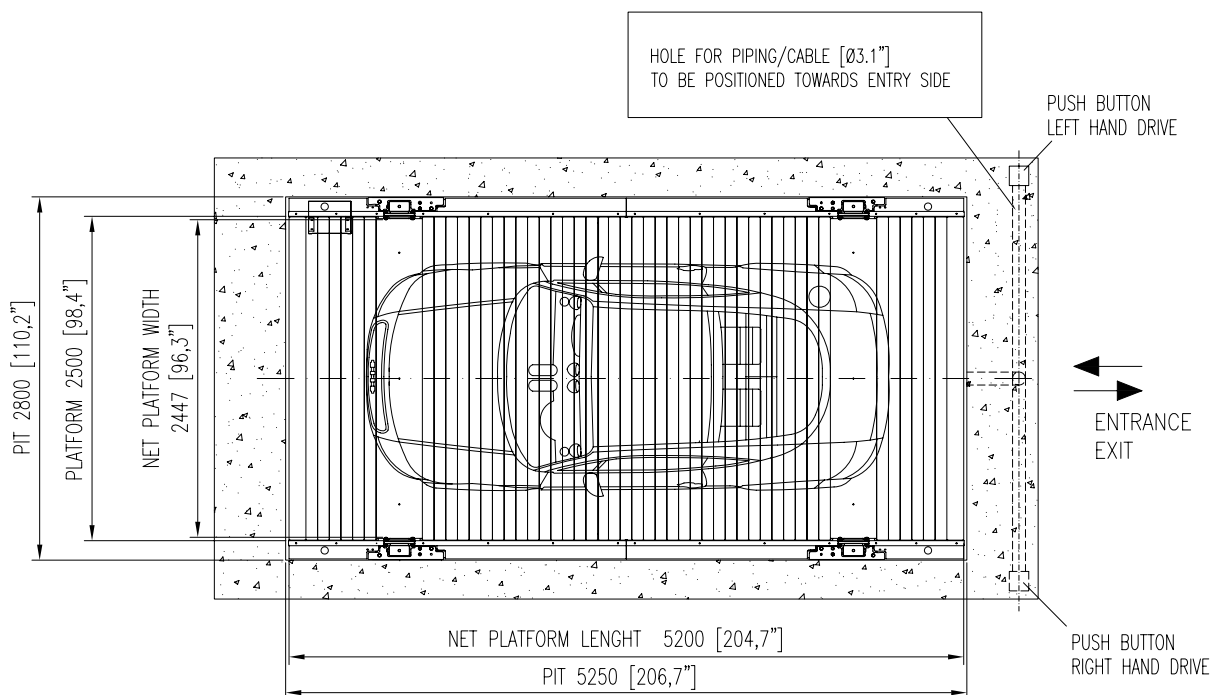 HOLE FOR PIPING/CABLE [Ø3.1”]
TO BE POSITIONED TOWARDS ENTRY SIDE
PUSH BUTTON
LEFT HAND DRIVE
PIT 2800 [110,2”]
PLATFORM 2500 [98,4”]
NET PLATFORM WIDTH
2447 [96,3”]
ENTRANCE
EXIT
NET PLATFORM LENGHT 5200 [204,7”]
PIT 5250 [206,7”]
PUSH BUTTON
RIGHT HAND DRIVE